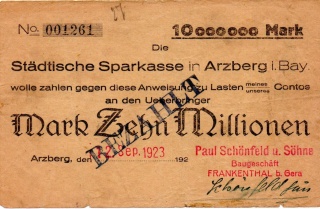 No. 001261
27
10000000 Mark
Die
Städtische Sparkasse in Arzberg i. Bay.
wolle zahlen gegen diese Anweisung zu Lasten meines unseres Contos
an den Ueberbringer
Mark Zehn Millionen
BEZAHLT
Arzberg, den Sep. 1923 192
Paul Schönfeld u. Söhne
Baugeschäft
FRANKENTHAL b. Gera